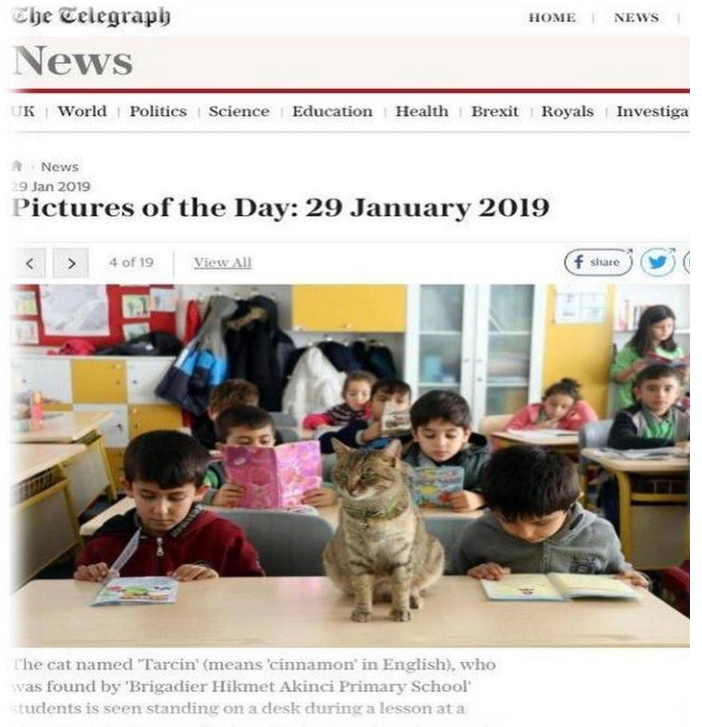 The Telegraph
HOME | NEWS |
News
UK | World | Politics | Science | Education | Health | Brexit | Royals | Investiga
News
29 Jan 2019
Pictures of the Day: 29 January 2019
< > 4 of 19 View All
f share
The cat named 'Tarcin' (means 'cinnamon' in English), who
was found by 'Brigadier Hikmet Akinci Primary School'
students is seen standing on a desk during a lesson at a